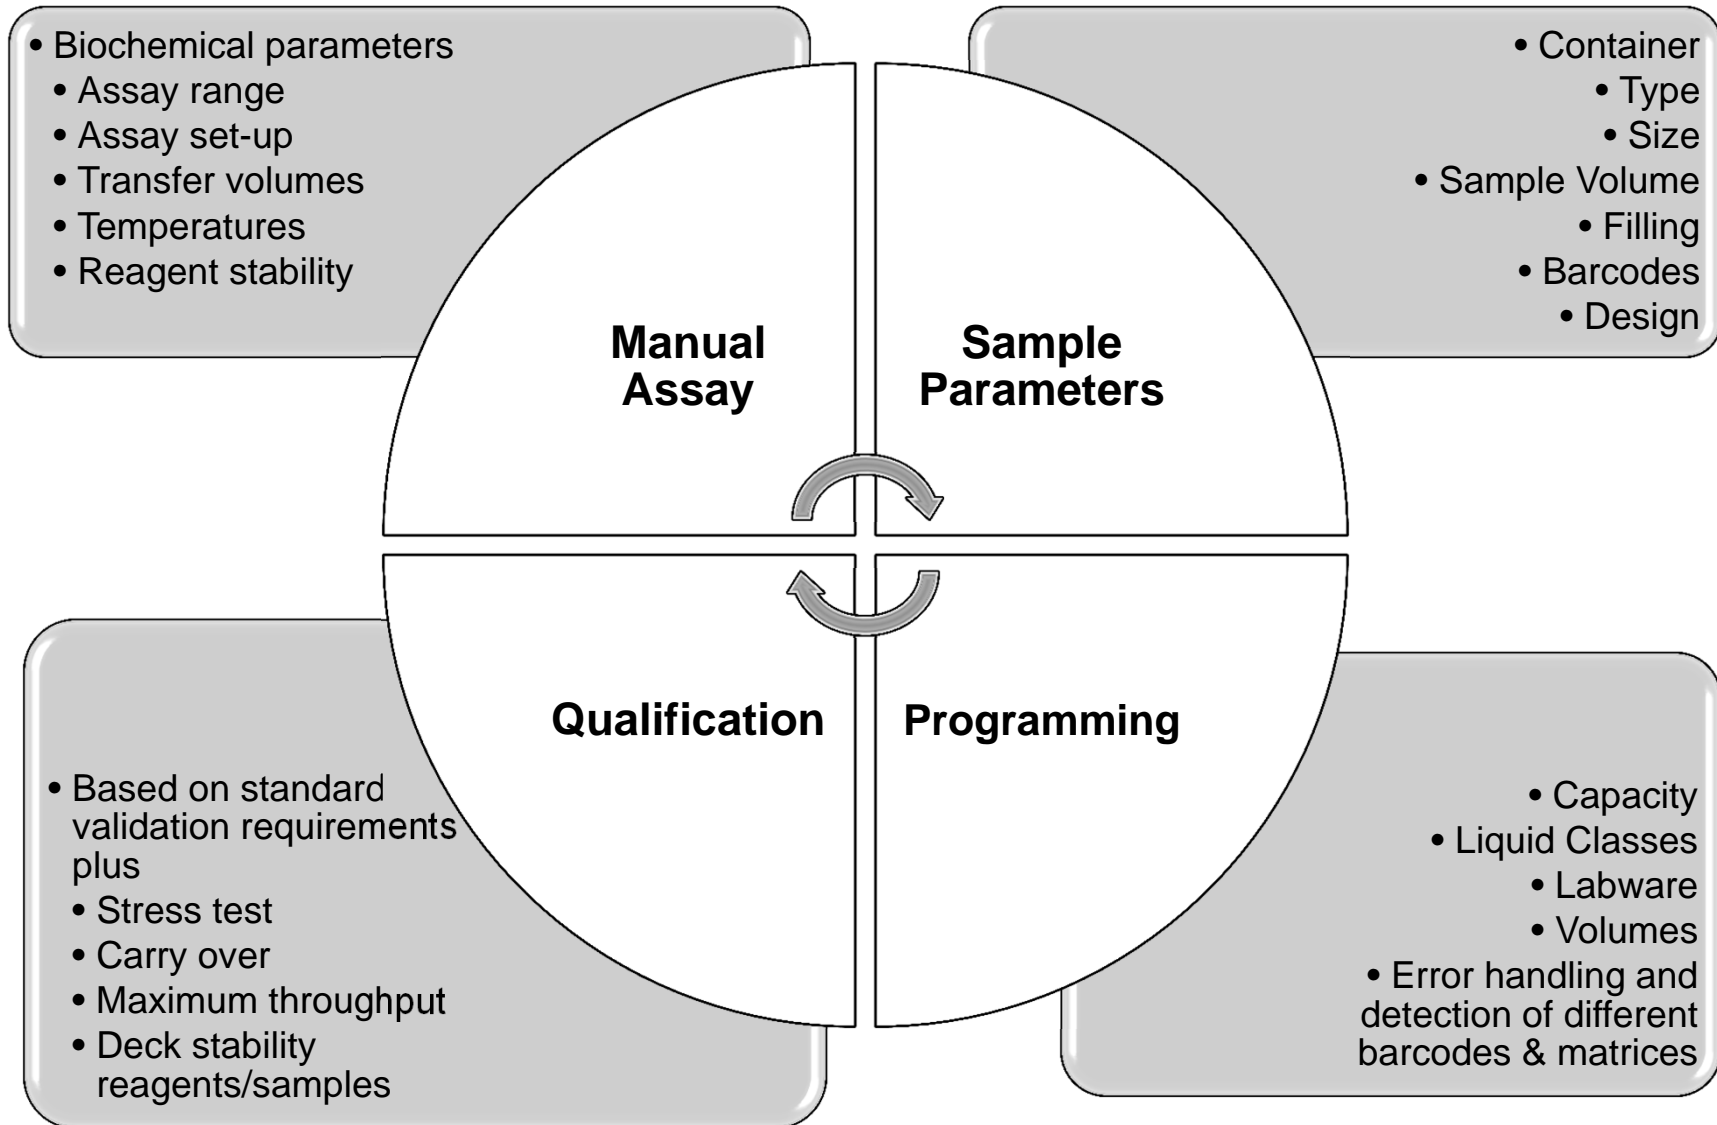 • Biochemical parameters
• Assay range
• Assay set-up
• Transfer volumes
• Temperatures
• Reagent stability
• Container
• Type
• Size
• Sample Volume
• Filling
• Barcodes
• Design
Manual
Assay
Sample
Parameters
Qualification
Programming
• Based on standard
validation requirements
plus
• Stress test
• Carry over
• Maximum throughput
• Deck stability
reagents/samples
• Capacity
• Liquid Classes
• Labware
• Volumes
• Error handling and
detection of different
barcodes & matrices